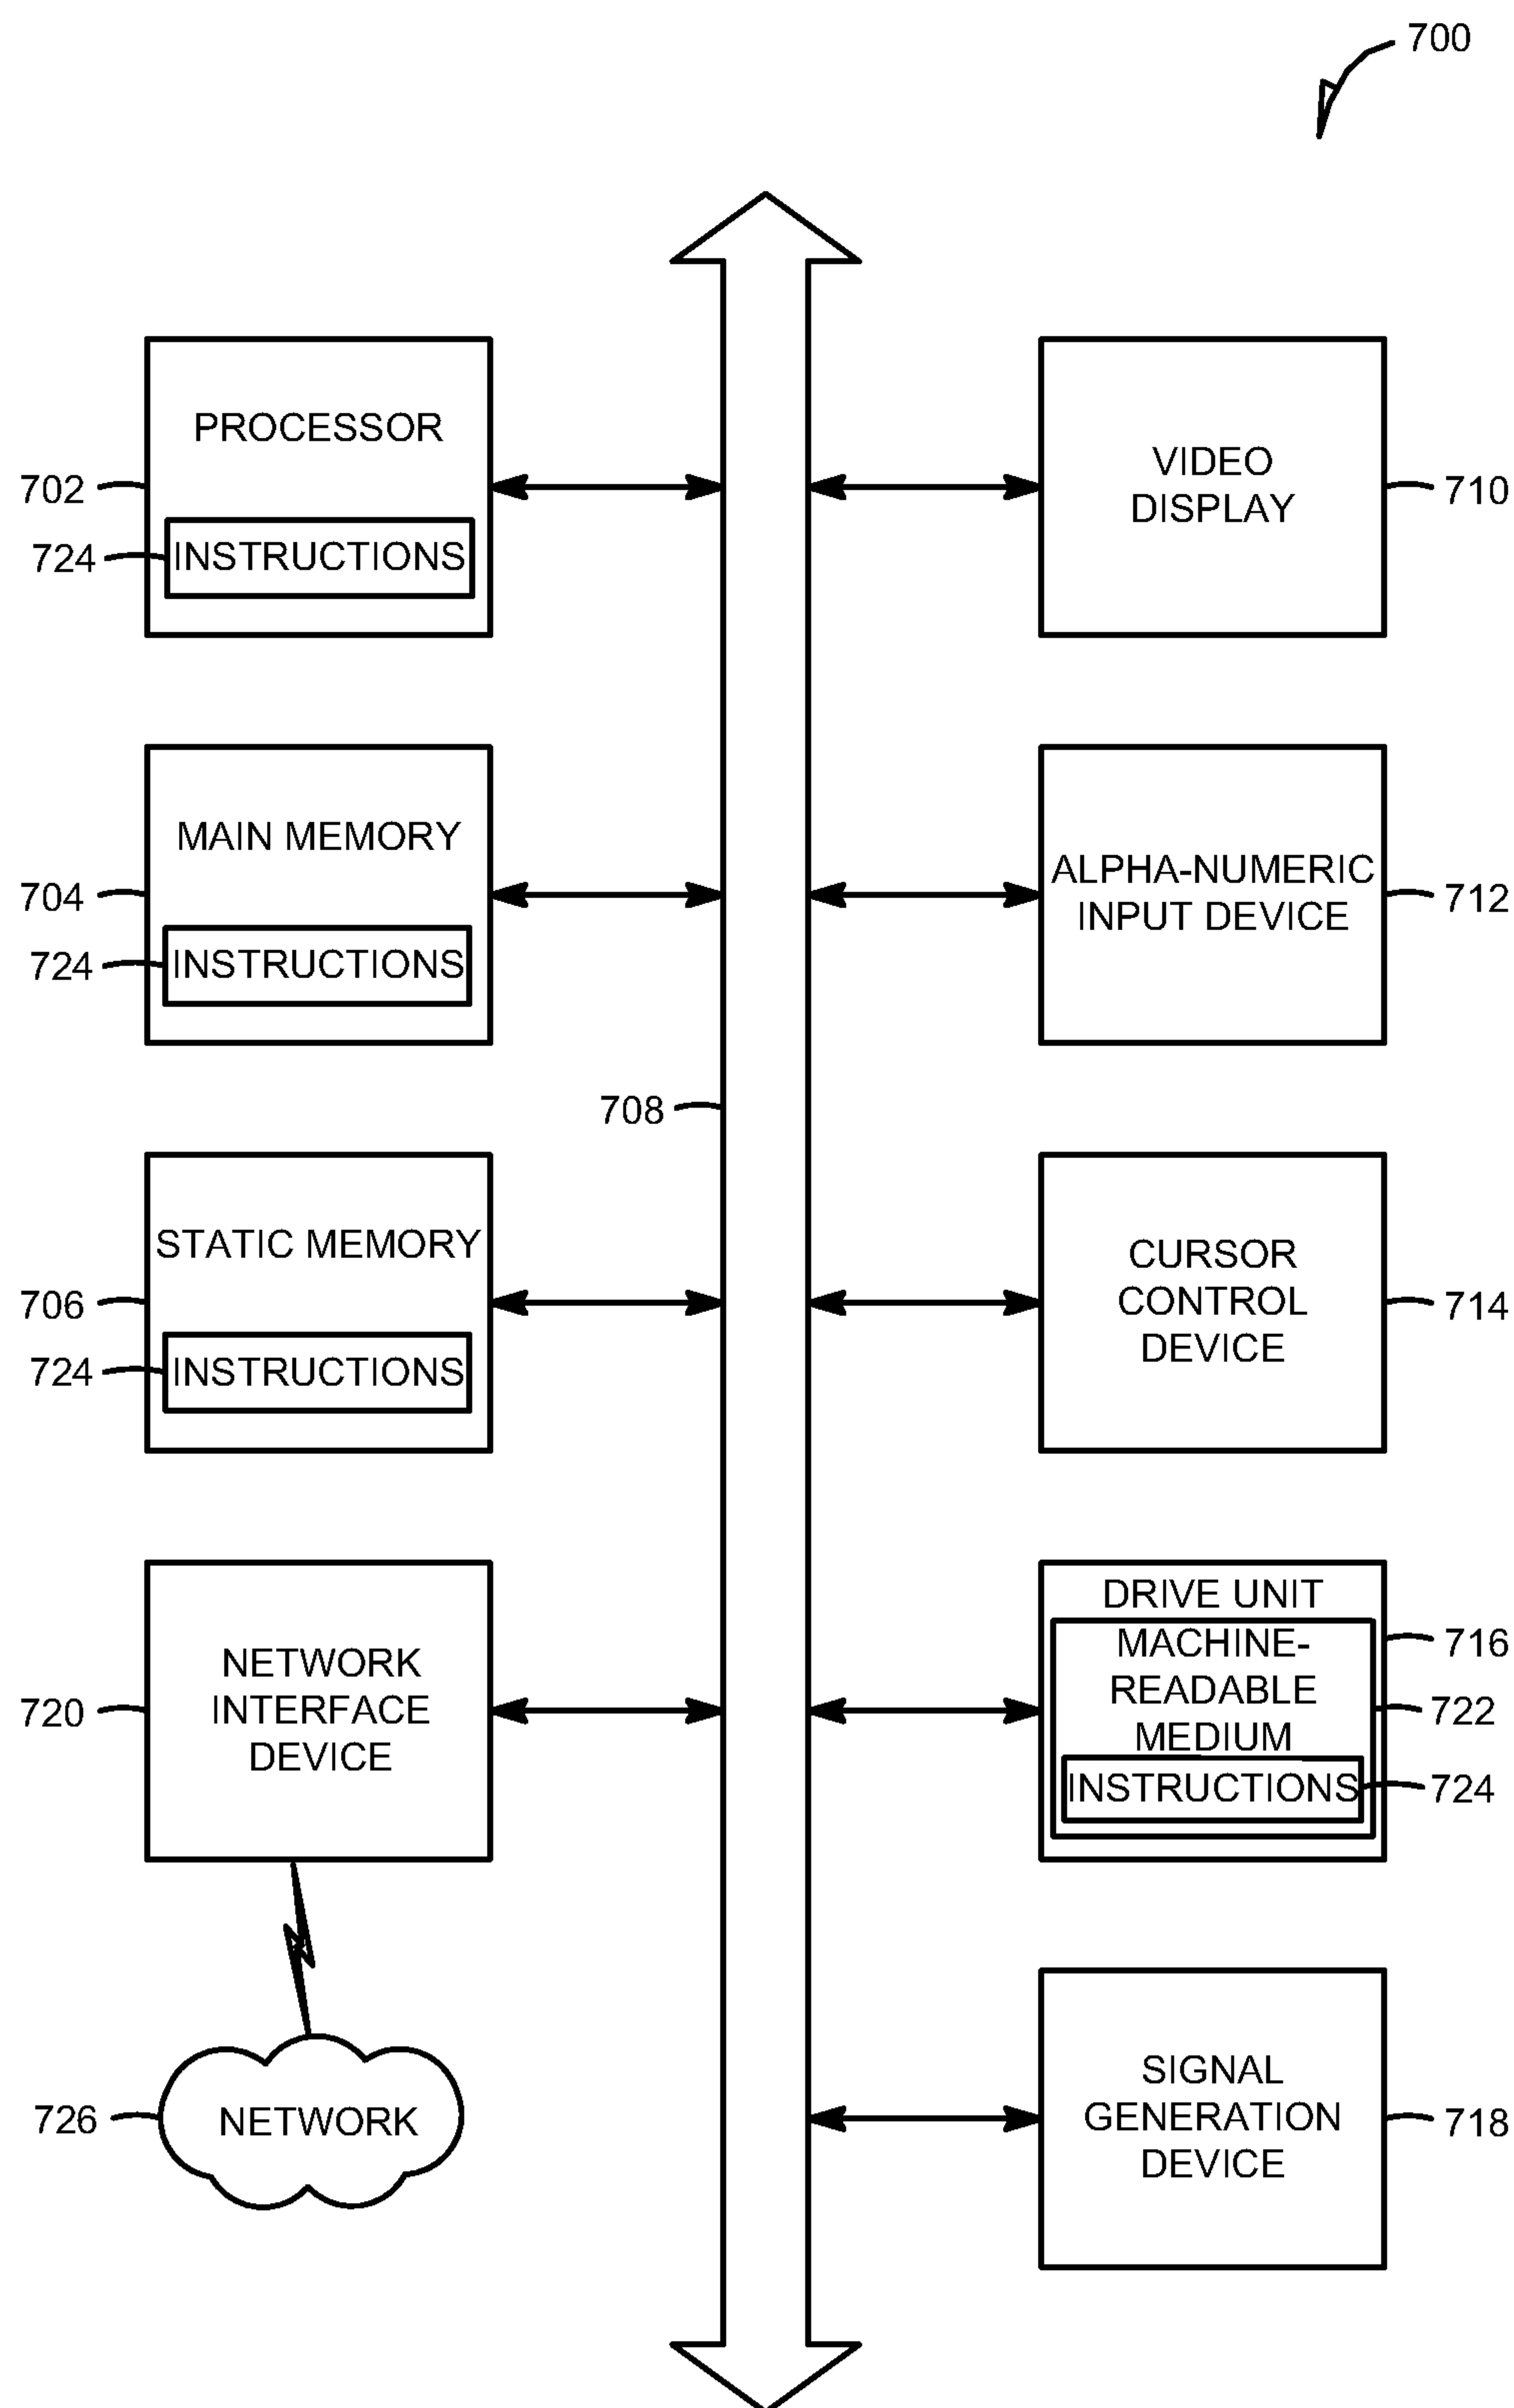 700
PROCESSOR
702
724
INSTRUCTIONS
VIDEO
DISPLAY
710
MAIN MEMORY
704
724
INSTRUCTIONS
ALPHA-NUMERIC
INPUT DEVICE
712
708
STATIC MEMORY
706
724
INSTRUCTIONS
CURSOR
CONTROL
DEVICE
714
NETWORK
INTERFACE
DEVICE
720
DRIVE UNIT
716
MACHINE-
READABLE
MEDIUM
722
INSTRUCTIONS
724
NETWORK
726
SIGNAL
GENERATION
DEVICE
718